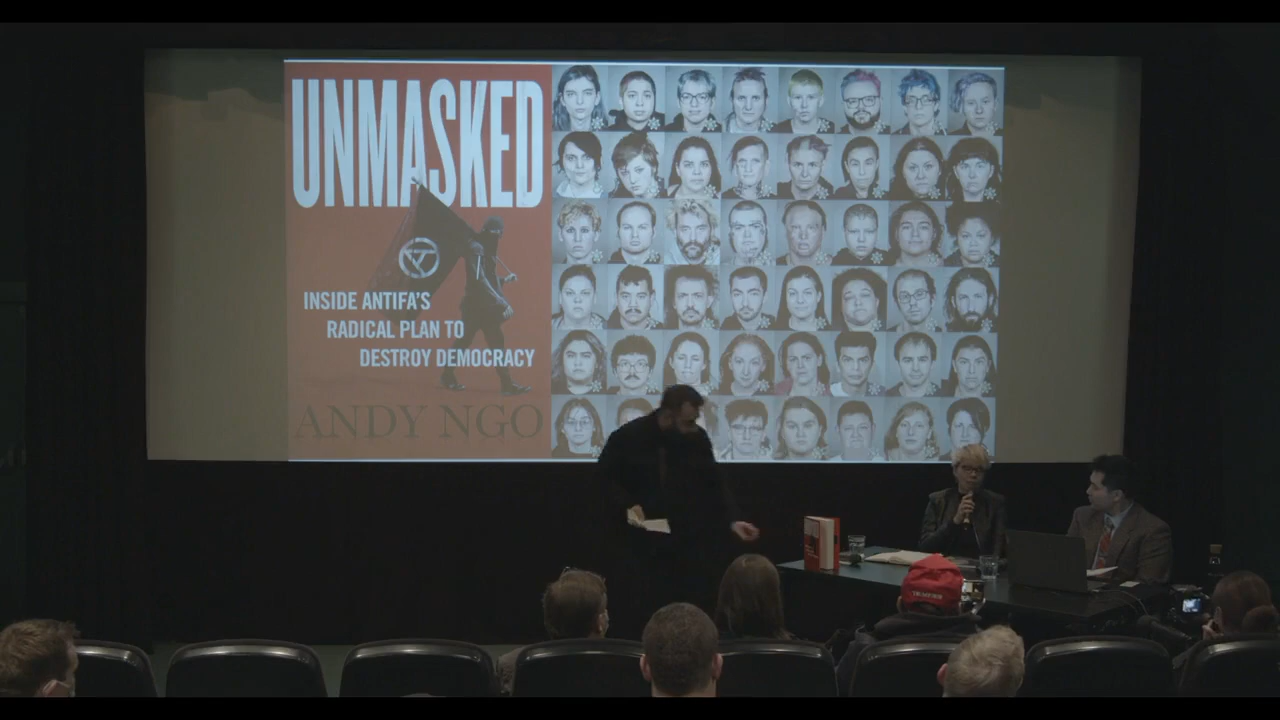 UNMASKED
INSIDE ANTIFA'S
RADICAL PLAN TO
DESTROY DEMOCRACY
ANDY NGO